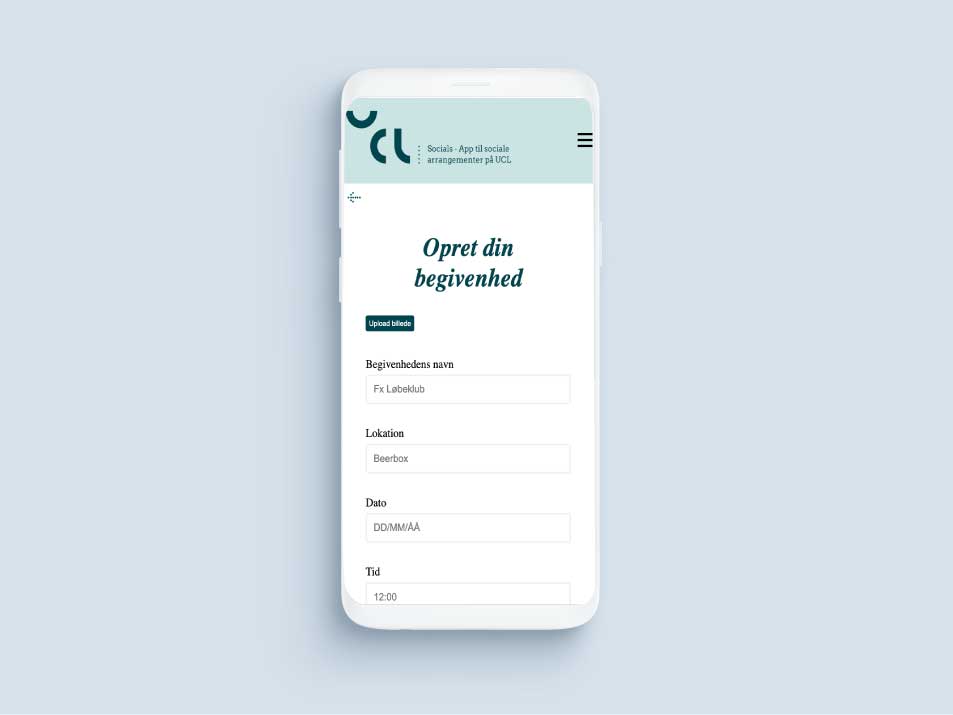 UCL
Socials - App til sociale
arrangementer på UCL
Opret din
begivenhed
Upload billede
Begivenhedens navn
Fx Løbeklub
Lokation
Beerbox
Dato
DD/MM/ÅÅ
Tid
12:00